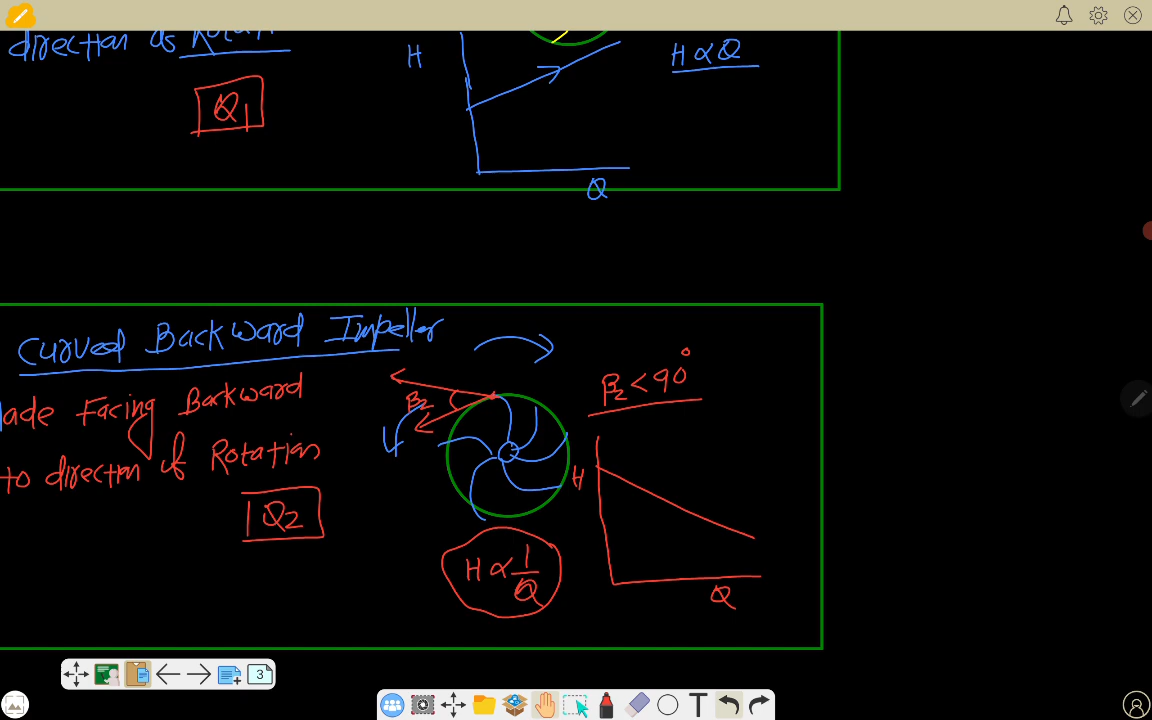 direction as Rotati
H
H ∝ Q
Q1
Q
Curved Backward Impeller
β2 < 90°
lade Facing Backward
β2
to direction of Rotation
H
Q2
H ∝ 1/Q
Q
3
T